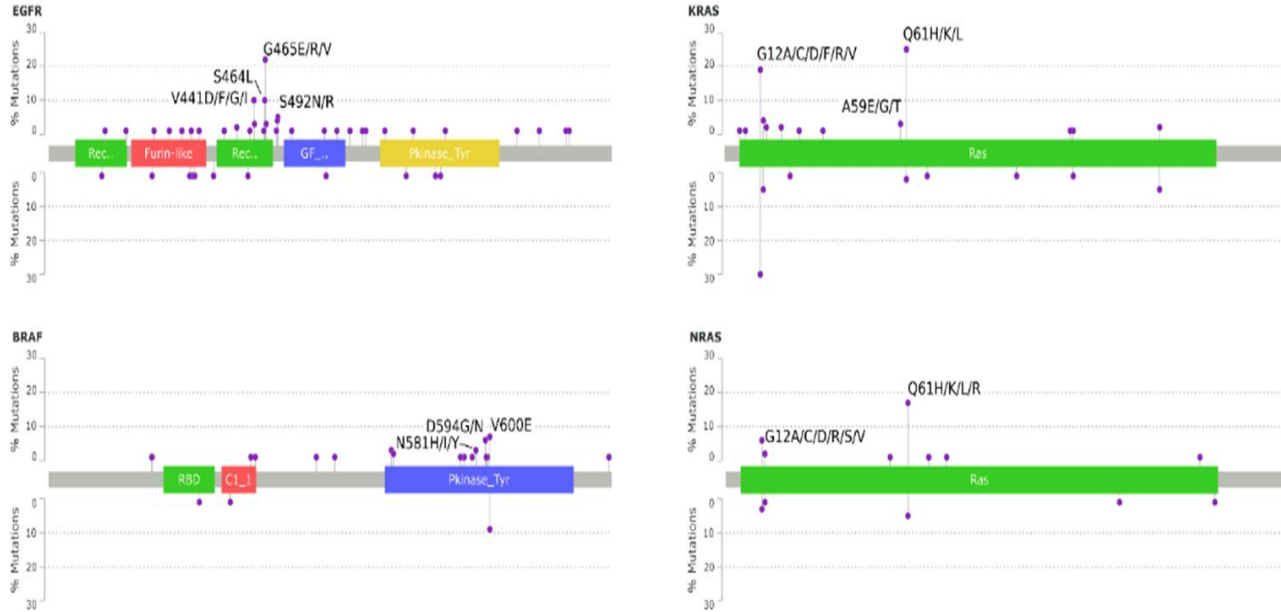 EGFR
% Mutations
30
20
10
0
G465E/R/V
S464L
V441D/F/G/I
S492N/R
Rec..
Furin-like
Rec..
GF_..
Pkinase_Tyr
0
10
20
30
% Mutations
KRAS
% Mutations
30
20
10
0
Q61H/K/L
G12A/C/D/F/R/V
A59E/G/T
Ras
0
10
20
30
% Mutations
BRAF
% Mutations
30
20
10
0
D594G/N
V600E
N581H/I/Y
RBD
C1_1
Pkinase_Tyr
0
10
20
30
% Mutations
NRAS
% Mutations
30
20
10
0
Q61H/K/L/R
G12A/C/D/R/S/V
Ras
0
10
20
30
% Mutations